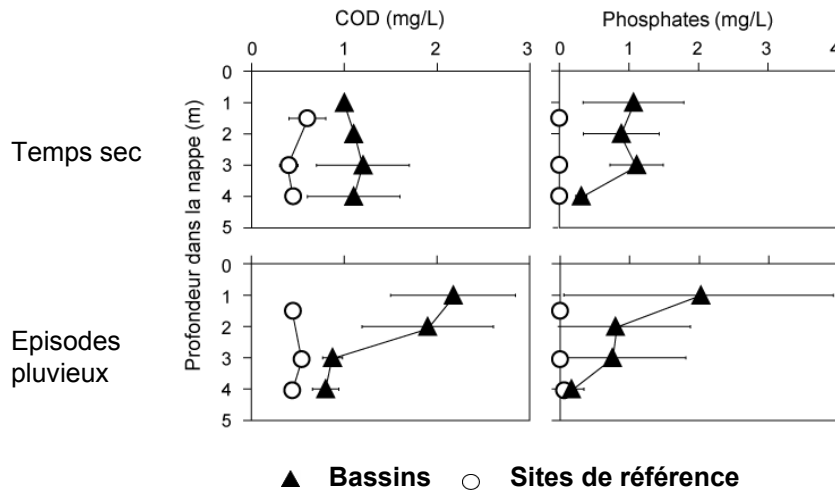 COD (mg/L)
Phosphates (mg/L)
0 1 2 3
0 1 2 3 4
Temps sec
Profondeur dans la nappe (m)
0
1
2
3
4
5
Episodes
pluvieux
0
1
2
3
4
5
▲ Bassins ○ Sites de référence